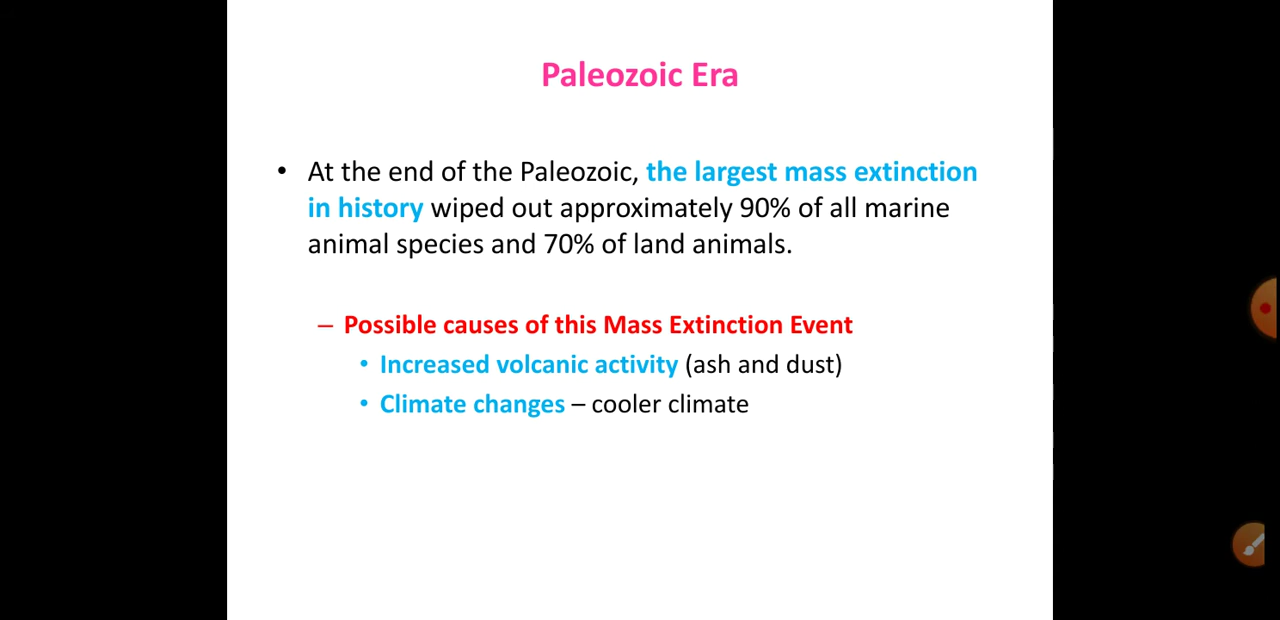 Paleozoic Era
• At the end of the Paleozoic, the largest mass extinction
in history wiped out approximately 90% of all marine
animal species and 70% of land animals.
– Possible causes of this Mass Extinction Event
• Increased volcanic activity (ash and dust)
• Climate changes – cooler climate